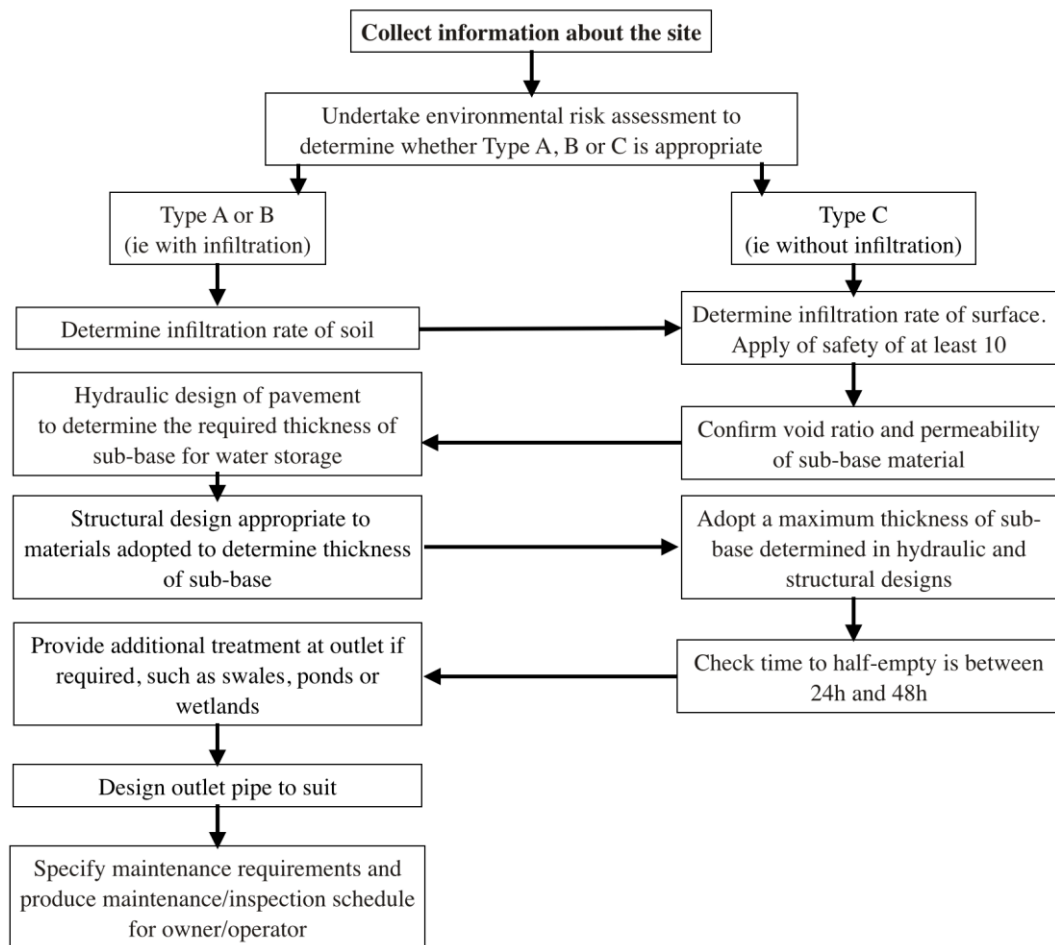 Collect information about the site
Undertake environmental risk assessment to
determine whether Type A, B or C is appropriate
Type A or B
(ie with infiltration)
Type C
(ie without infiltration)
Determine infiltration rate of soil
Determine infiltration rate of surface.
Apply of safety of at least 10
Hydraulic design of pavement
to determine the required thickness of
sub-base for water storage
Confirm void ratio and permeability
of sub-base material
Structural design appropriate to
materials adopted to determine thickness
of sub-base
Adopt a maximum thickness of sub-
base determined in hydraulic and
structural designs
Provide additional treatment at outlet if
required, such as swales, ponds or
wetlands
Check time to half-empty is between
24h and 48h
Design outlet pipe to suit
Specify maintenance requirements and
produce maintenance/inspection schedule
for owner/operator